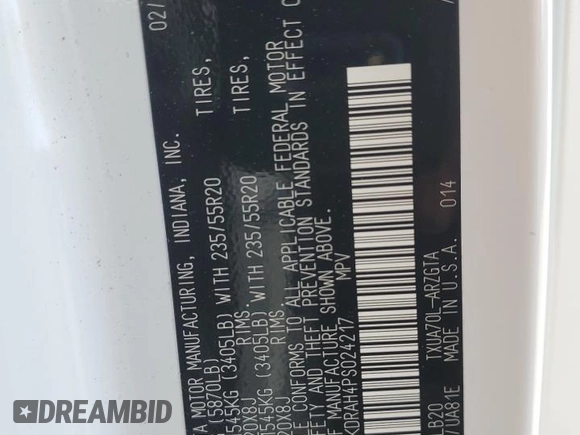 02/
A MOTOR MANUFACTURING, INDIANA, INC.
(5870LB)
1545KG (3405LB) WITH 235/55R20 TIRES,
20X8J RIMS.
1545KG (3405LB) WITH 235/55R20 TIRES,
20X8J RIMS.
E CONFORMS TO ALL APPLICABLE FEDERAL MOTOR
FETY AND THEFT PREVENTION STANDARDS IN EFFECT O
F MANUFACTURE SHOWN ABOVE.
KDRAH4PS024217 MPV
LB20 TXUA70L-ARZGTA 014
7UA81E MADE IN U.S.A.
DREAMBID